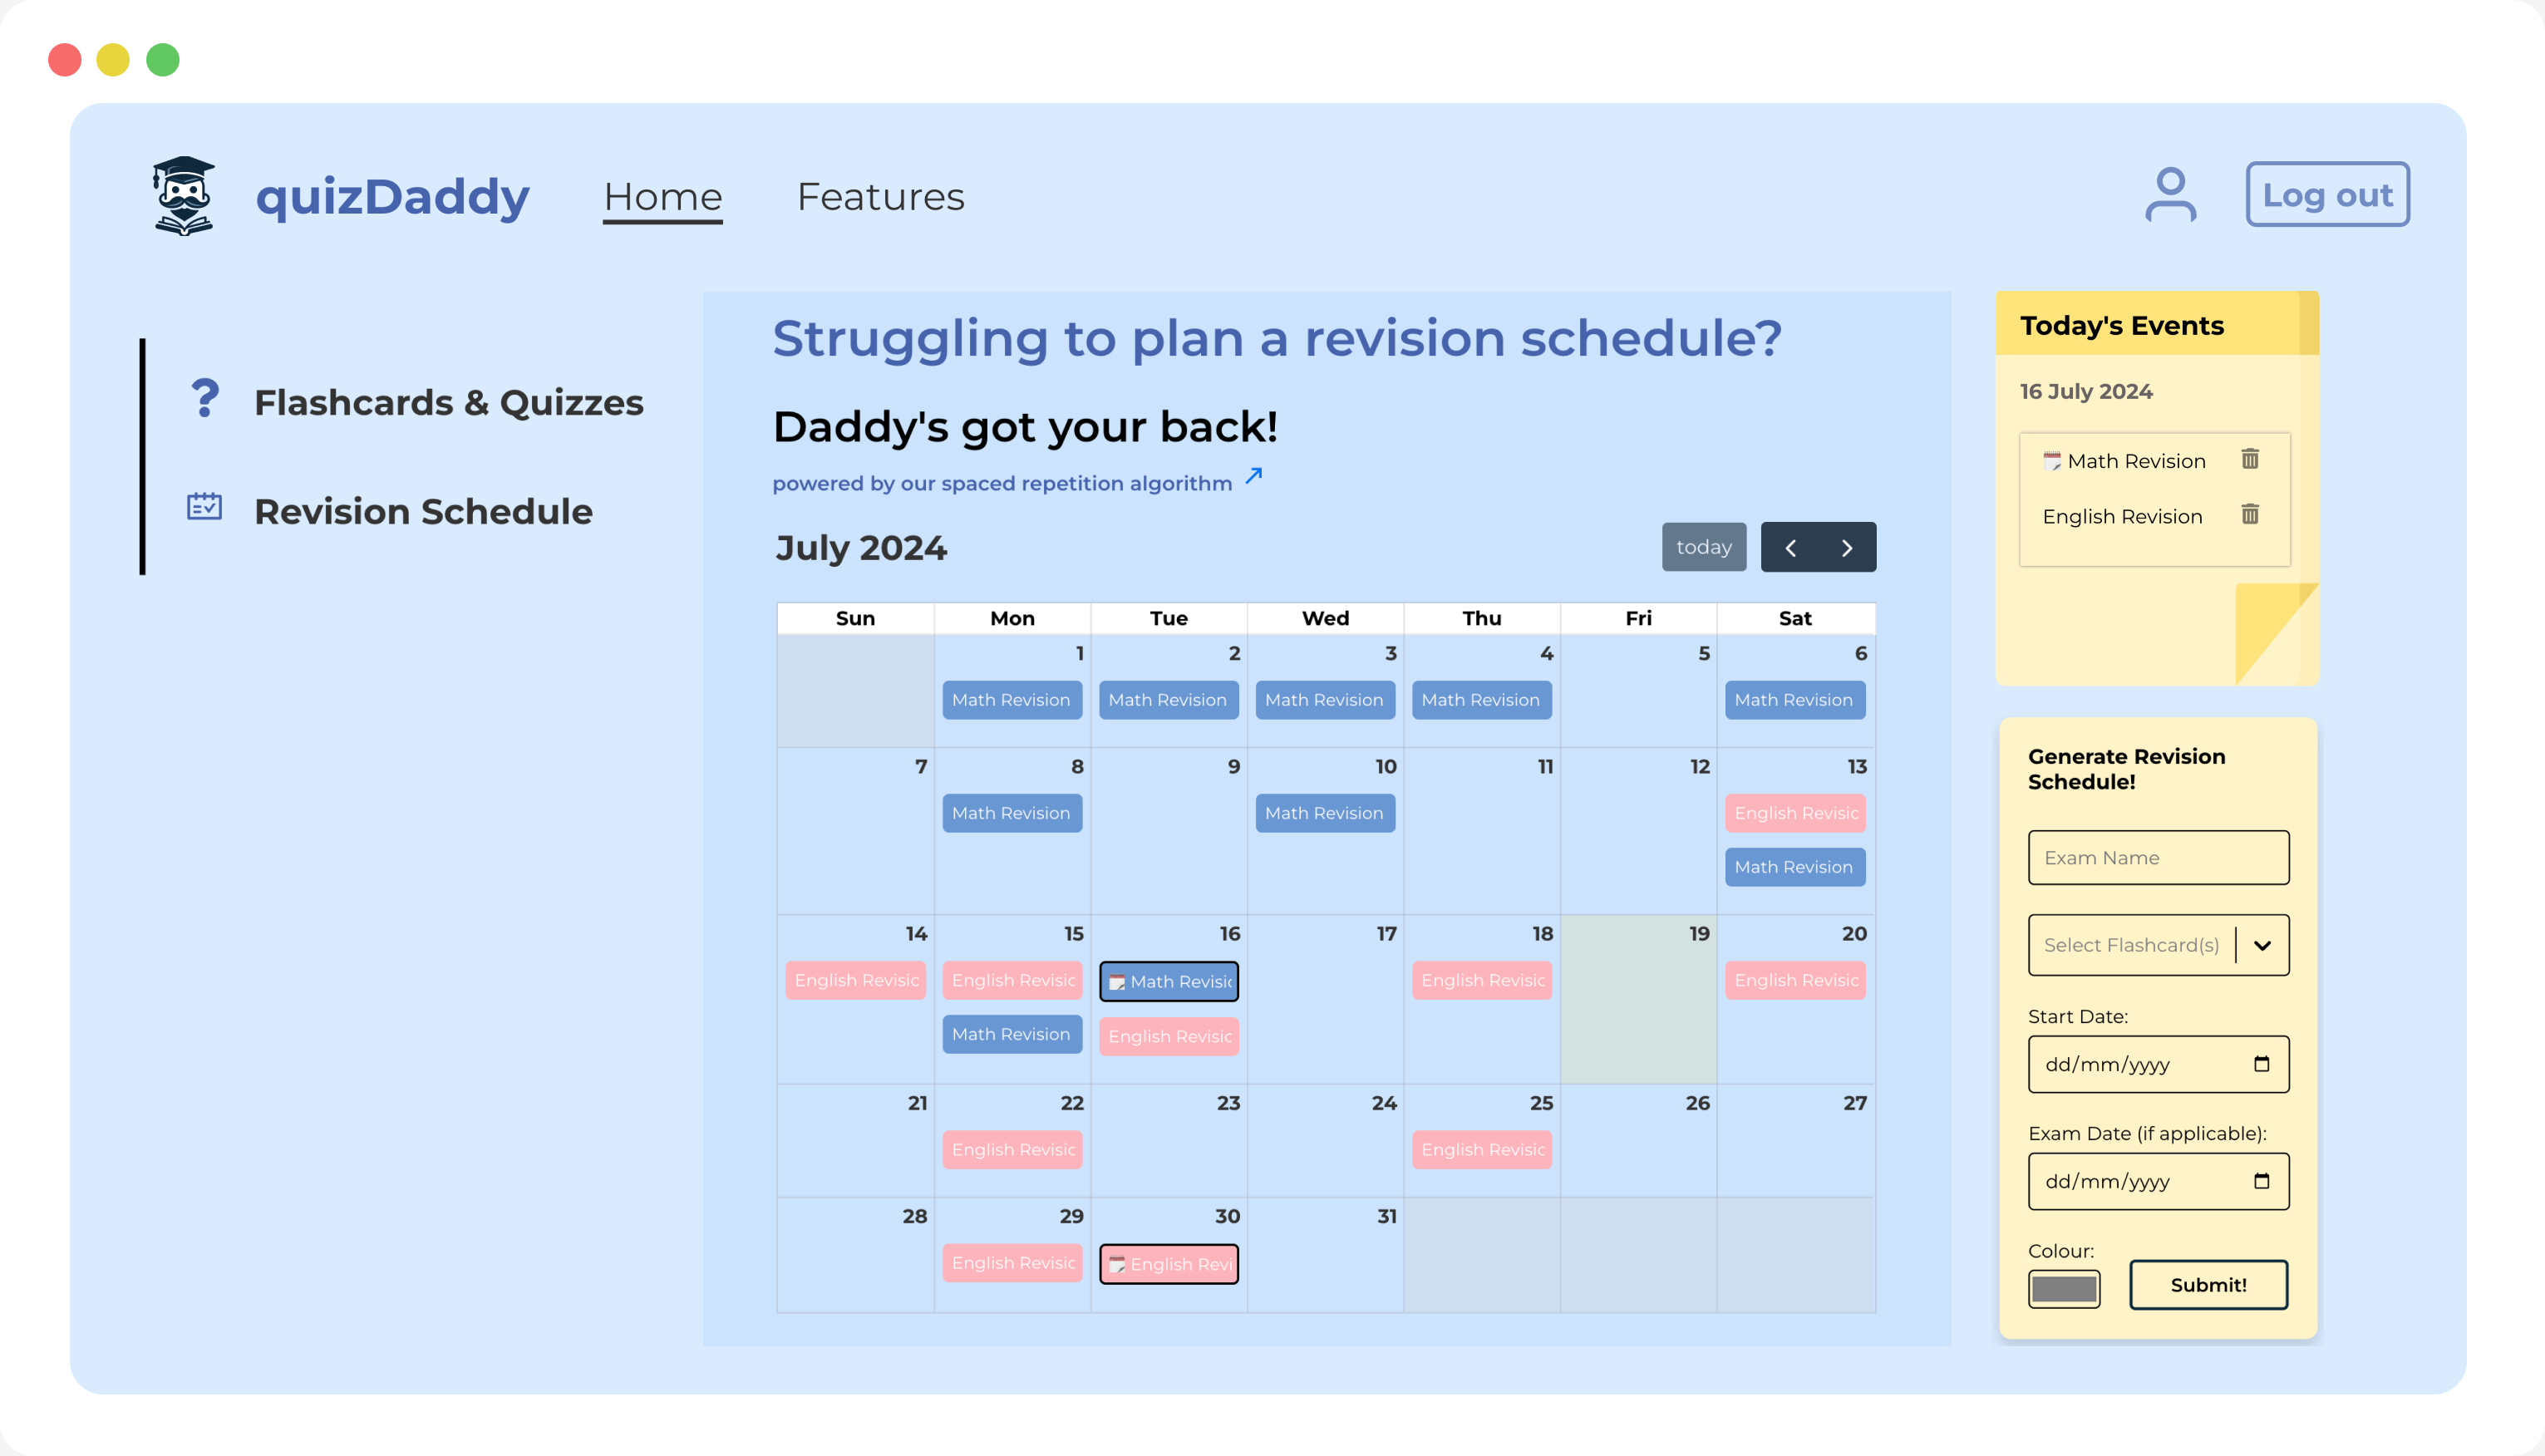 quizDaddy
Home
Features
Log out
Flashcards & Quizzes
Revision Schedule
Struggling to plan a revision schedule?
Daddy's got your back!
powered by our spaced repetition algorithm
July 2024
today
Sun Mon Tue Wed Thu Fri Sat
1 2 3 4 5 6
Math Revision Math Revision Math Revision Math Revision Math Revision
7 8 9 10 11 12 13
Math Revision Math Revision English Revisic
Math Revision
14 15 16 17 18 19 20
English Revisic English Revisic Math Revisic English Revisic English Revisic
Math Revision English Revisic
21 22 23 24 25 26 27
English Revisic English Revisic
28 29 30 31
English Revisic English Revi
Today's Events
16 July 2024
Math Revision
English Revision
Generate Revision
Schedule!
Exam Name
Select Flashcard(s)
Start Date:
dd/mm/yyyy
Exam Date (if applicable):
dd/mm/yyyy
Colour:
Submit!